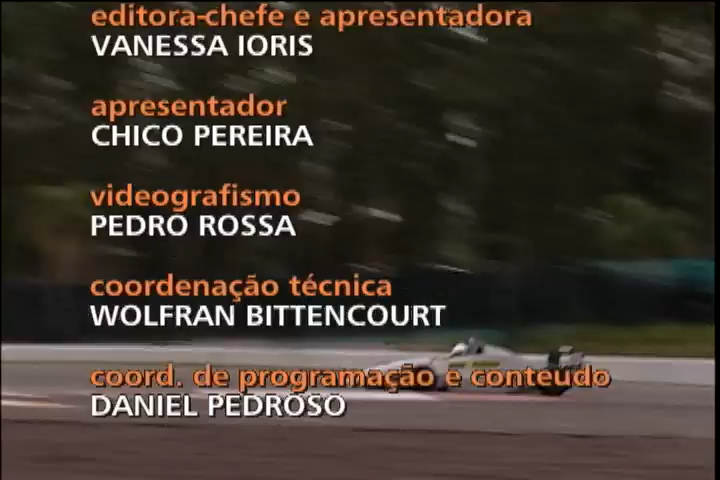 editora-chefe e apresentadora
VANESSA IORIS
apresentador
CHICO PEREIRA
videografismo
PEDRO ROSSA
coordenação técnica
WOLFRAN BITTENCOURT
coord. de programação e conteudo
DANIEL PEDROSO